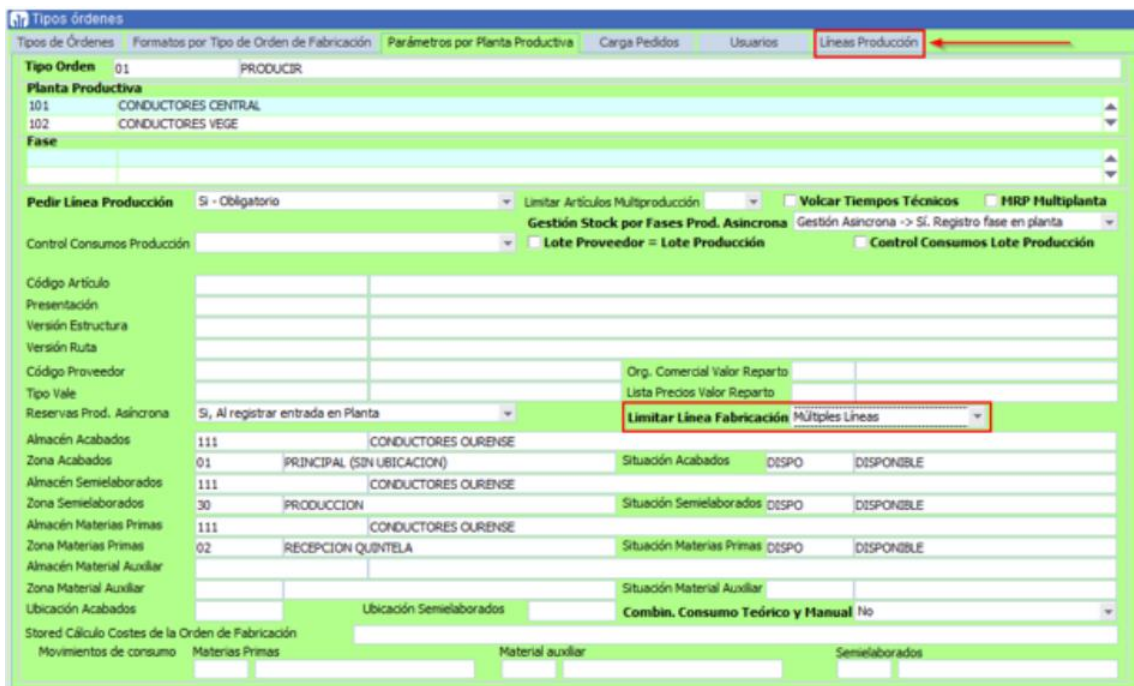 Tipos órdenes
Tipos de Órdenes Formatos por Tipo de Orden de Fabricación Parámetros por Planta Productiva Carga Pedidos Usuarios Líneas Producción
Tipo Orden 01 PRODUCIR
Planta Productiva
101 CONDUCTORES CENTRAL
102 CONDUCTORES VEGE
Fase
Pedir Línea Producción Si - Obligatorio Limitar Artículos Multiproducción Volcar Tiempos Técnicos MRP Multiplanta
Gestión Stock por Fases Prod. Asincrona Gestión Asincrona -> Sí. Registro fase en planta
Control Consumos Producción Lote Proveedor = Lote Producción Control Consumos Lote Producción
Código Artículo
Presentación
Versión Estructura
Versión Ruta
Código Proveedor Org. Comercial Valor Reparto
Tipo Vale Lista Precios Valor Reparto
Reservas Prod. Asíncrona Si, Al registrar entrada en Planta Limitar Línea Fabricación Múltiples Líneas
Almacén Acabados 111 CONDUCTORES OURENSE
Zona Acabados 01 PRINCIPAL (SIN UBICACION) Situación Acabados DISPO DISPONIBLE
Almacén Semielaborados 111 CONDUCTORES OURENSE
Zona Semielaborados 30 PRODUCCION Situación Semielaborados DISPO DISPONIBLE
Almacén Materias Primas 111 CONDUCTORES OURENSE
Zona Materias Primas 02 RECEPCION QUINTELA Situación Materias Primas DISPO DISPONIBLE
Almacén Material Auxiliar
Zona Material Auxiliar Situación Material Auxiliar
Ubicación Acabados Ubicación Semielaborados Combin. Consumo Teórico y Manual No
Stored Cálculo Costes de la Orden de Fabricación
Movimientos de consumo Materias Primas Material auxiliar Semielaborados